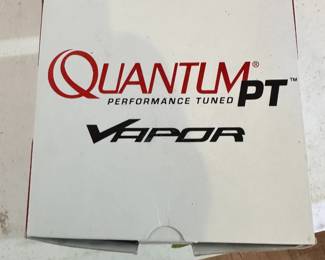 QUANTUM®
PERFORMANCE TUNED PT™
VAPOR